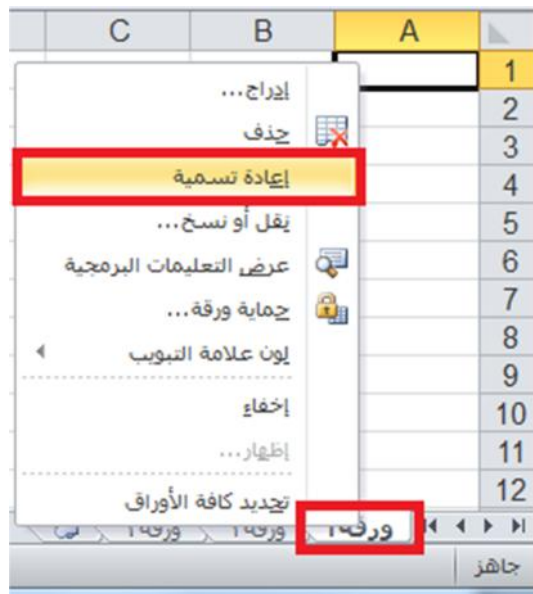 A B C
1
إدراج...
2
حذف
3
إعادة تسمية
4
نقل أو نسخ...
5
عرض التعليمات البرمجية
6
حماية ورقة...
7
لون علامة التبويب
8
9
إخفاء
10
إظهار...
11
تحديد كافة الأوراق
12
ورقة١
جاهز